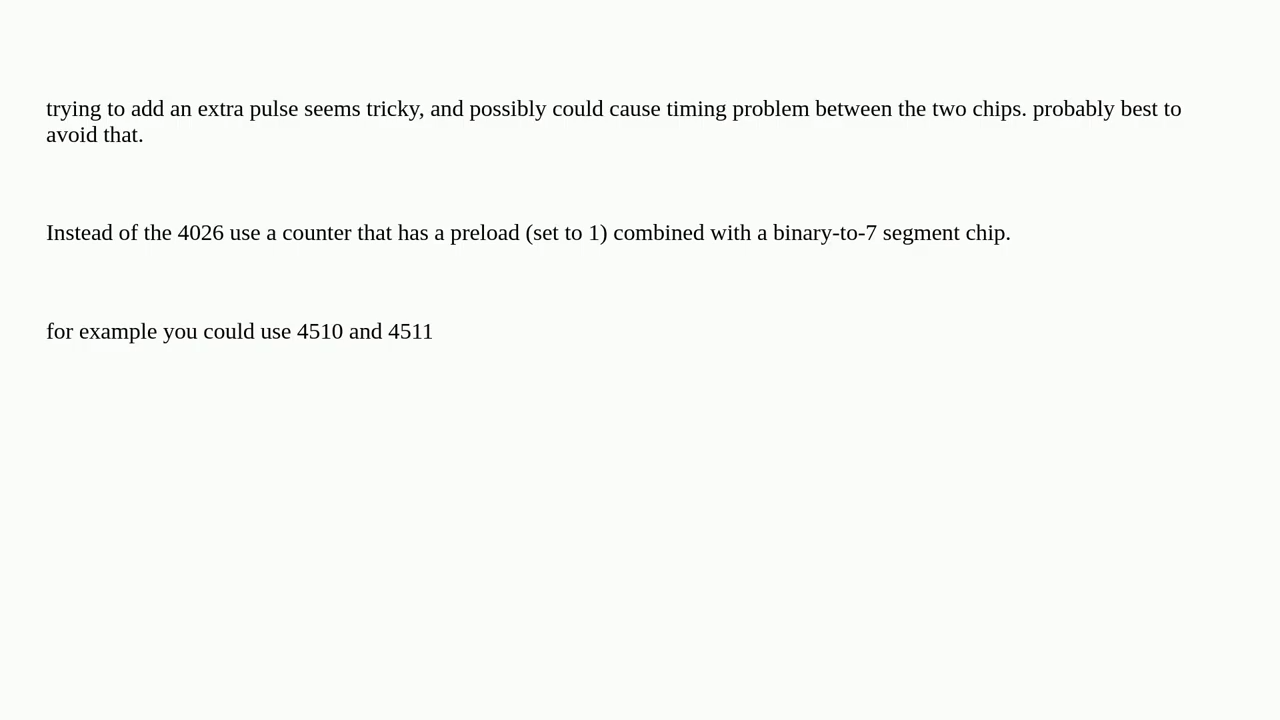 trying to add an extra pulse seems tricky, and possibly could cause timing problem between the two chips. probably best to
avoid that.
Instead of the 4026 use a counter that has a preload (set to 1) combined with a binary-to-7 segment chip.
for example you could use 4510 and 4511